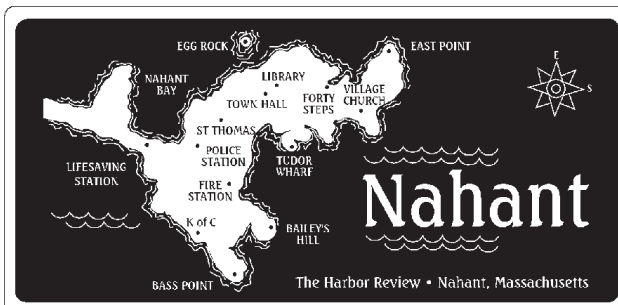 EGG ROCK
EAST POINT
E
S
NAHANT
BAY
LIBRARY
TOWN HALL
FORTY
STEPS
VILLAGE
CHURCH
ST THOMAS
POLICE
STATION
TUDOR
WHARF
LIFESAVING
STATION
FIRE
STATION
K of C
BAILEY'S
HILL
BASS POINT
Nahant
The Harbor Review • Nahant, Massachusetts